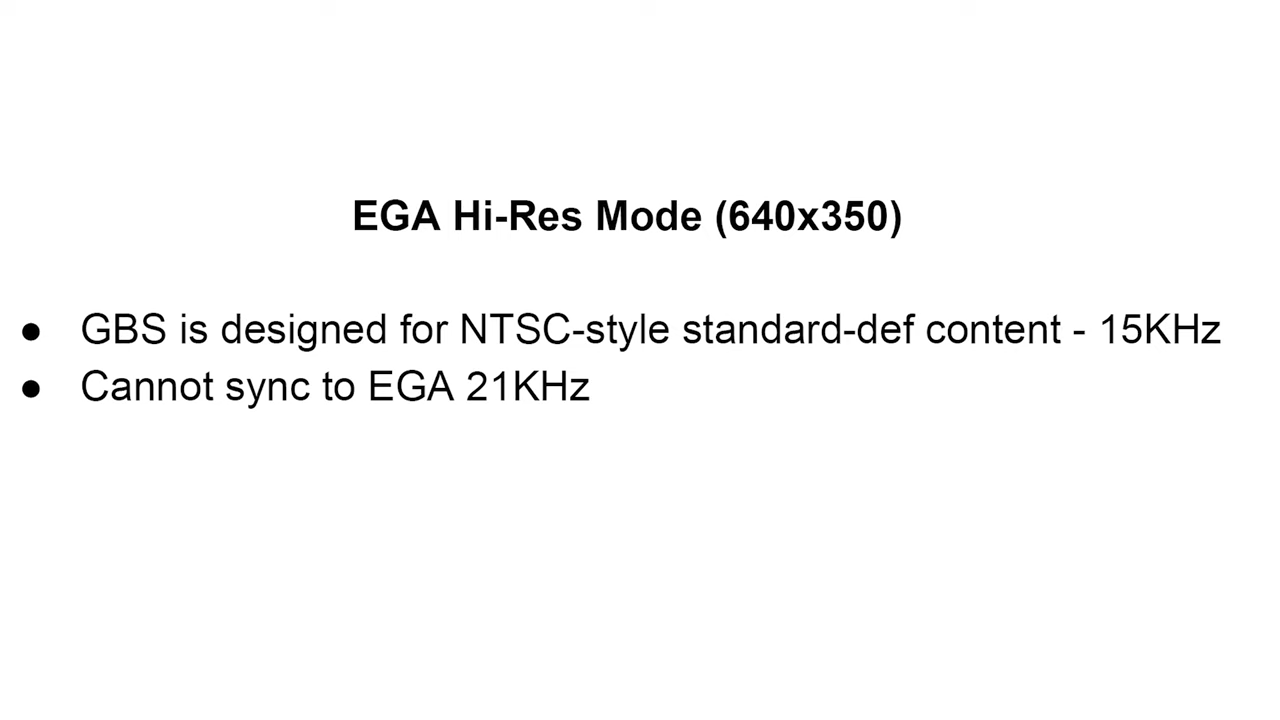 EGA Hi-Res Mode (640x350)
● GBS is designed for NTSC-style standard-def content - 15KHz
● Cannot sync to EGA 21KHz